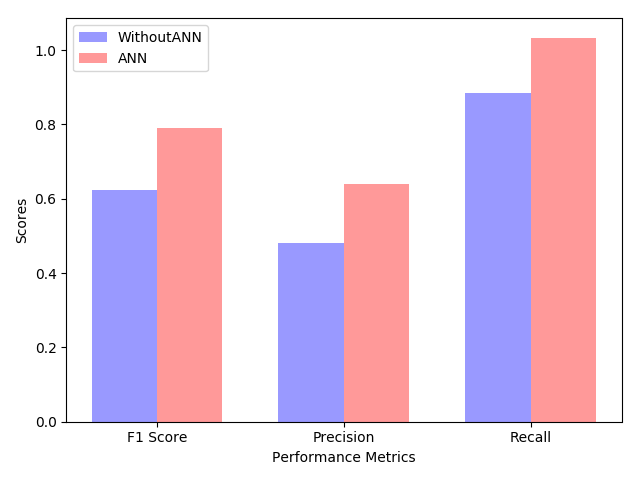 WithoutANN
ANN
1.0
0.8
0.6
0.4
0.2
0.0
Scores
F1 Score
Precision
Recall
Performance Metrics